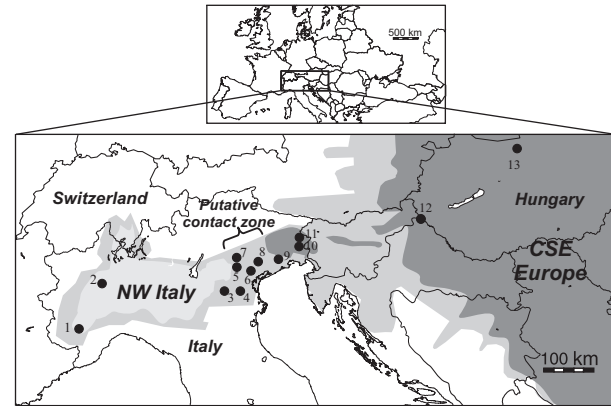 500 km
13
Switzerland
Putative
contact zone
Hungary
12
11
10
7
8
9
CSE
Europe
5
6
2
NW Italy
3
4
1
Italy
100 km